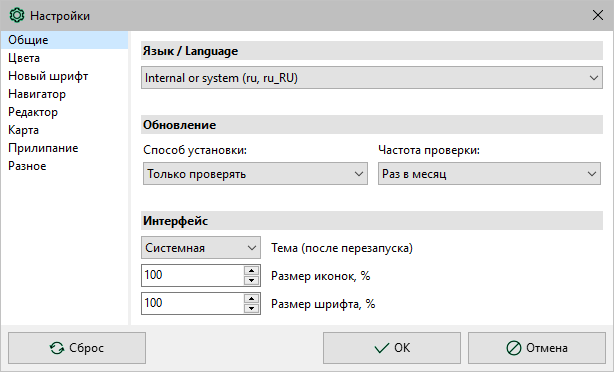 Настройки
Общие
Цвета
Новый шрифт
Навигатор
Редактор
Карта
Прилипание
Разное
Язык / Language
Internal or system (ru, ru_RU)
Обновление
Способ установки: Частота проверки:
Только проверять Раз в месяц
Интерфейс
Системная Тема (после перезапуска)
100 Размер иконок, %
100 Размер шрифта, %
Сброс OK Отмена